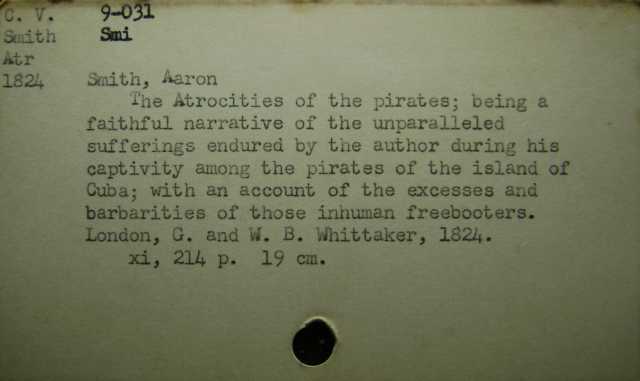 C. V. 9-031
Smith Smi
Atr
1824 Smith, Aaron
The Atrocities of the pirates; being a
faithful narrative of the unparalleled
sufferings endured by the author during his
captivity among the pirates of the island of
Cuba; with an account of the excesses and
barbarities of those inhuman freebooters.
London, G. and W. B. Whittaker, 1824.
xi, 214 p. 19 cm.